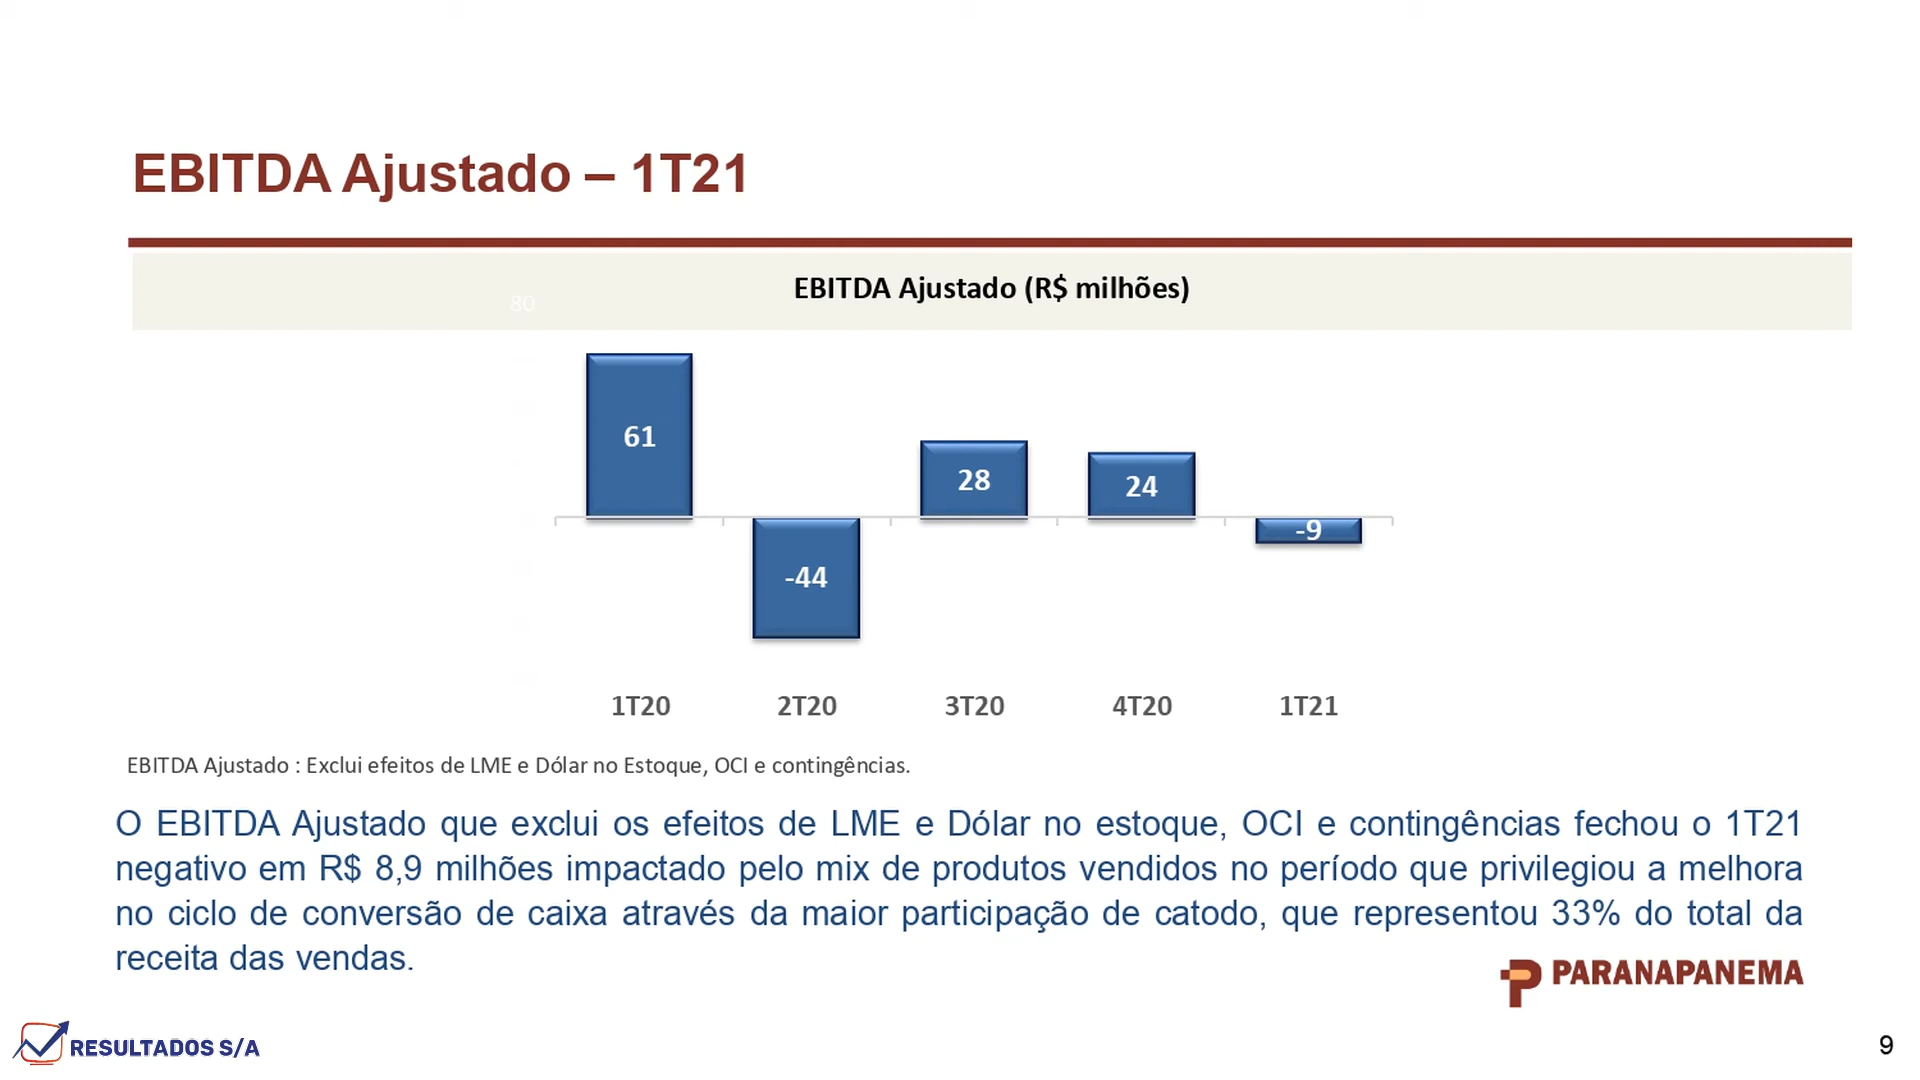 EBITDA Ajustado – 1T21
EBITDA Ajustado (R$ milhões)
80
61
28
24
-9
-44
1T20 2T20 3T20 4T20 1T21
EBITDA Ajustado : Exclui efeitos de LME e Dólar no Estoque, OCI e contingências.
O EBITDA Ajustado que exclui os efeitos de LME e Dólar no estoque, OCI e contingências fechou o 1T21
negativo em R$ 8,9 milhões impactado pelo mix de produtos vendidos no período que privilegiou a melhora
no ciclo de conversão de caixa através da maior participação de catodo, que representou 33% do total da
receita das vendas.
PARANAPANEMA
RESULTADOS S/A
9